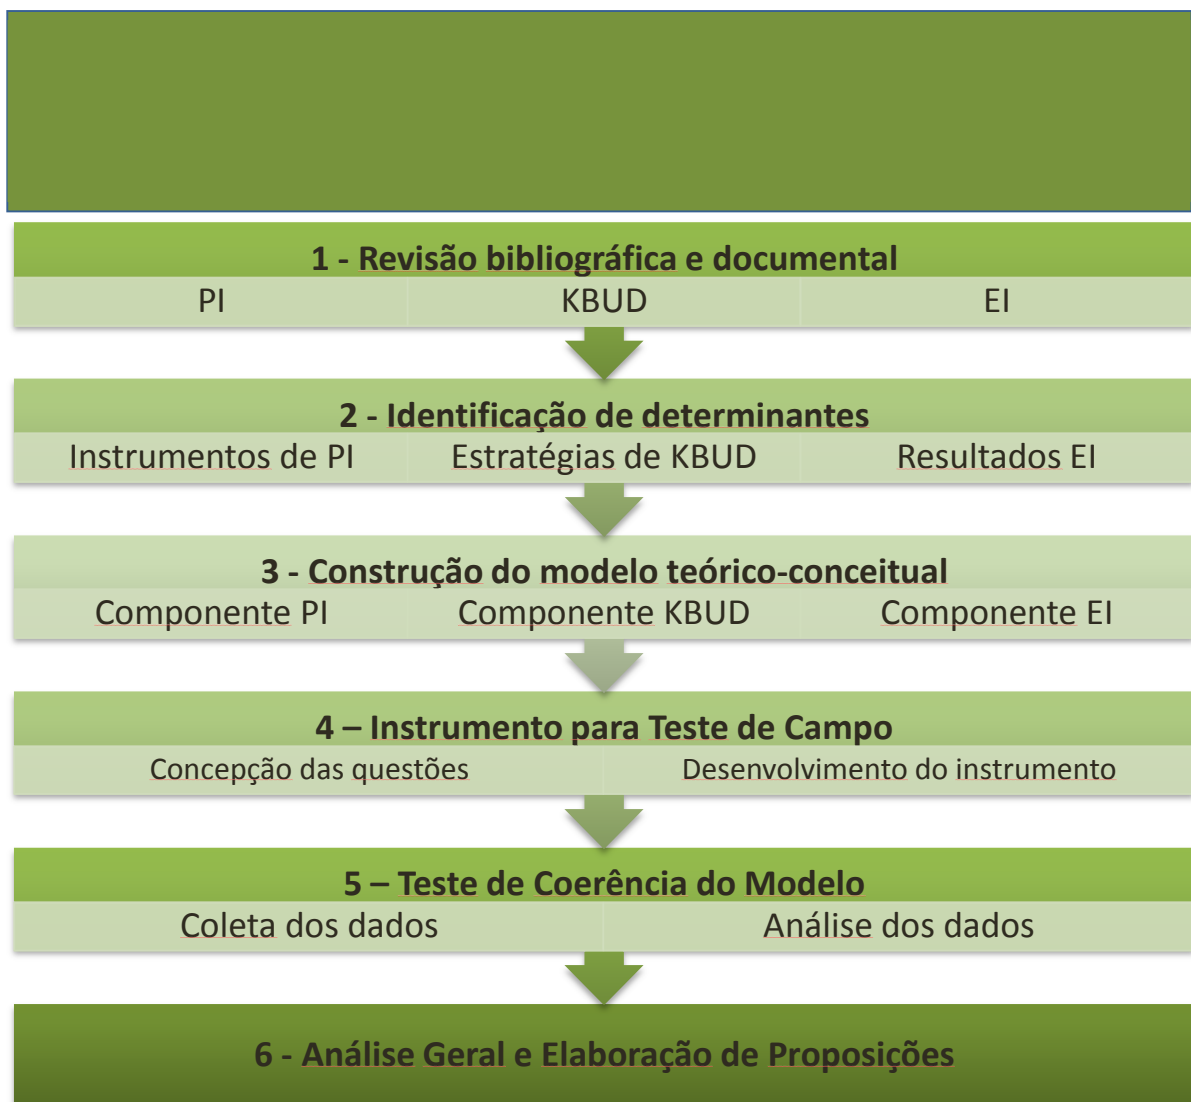 1 - Revisão bibliográfica e documental
PI KBUD EI
2 - Identificação de determinantes
Instrumentos de PI Estratégias de KBUD Resultados EI
3 - Construção do modelo teórico-conceitual
Componente PI Componente KBUD Componente EI
4 – Instrumento para Teste de Campo
Concepção das questões Desenvolvimento do instrumento
5 – Teste de Coerência do Modelo
Coleta dos dados Análise dos dados
6 - Análise Geral e Elaboração de Proposições